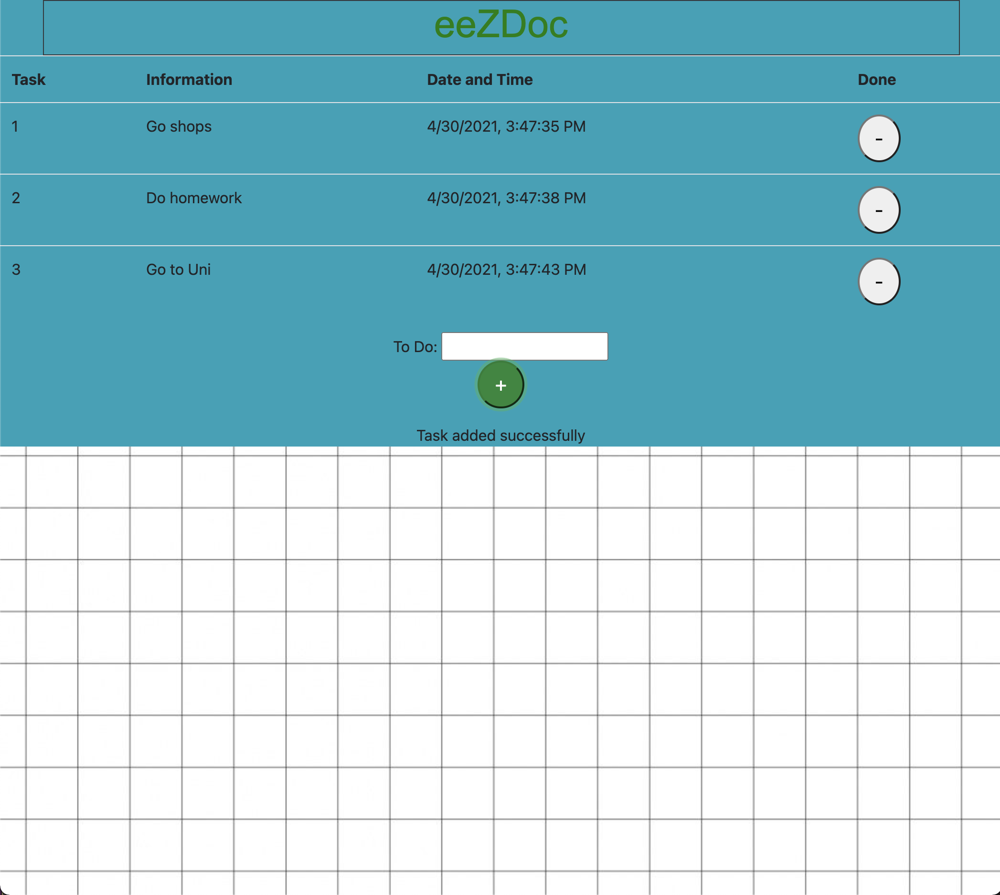 eeZDoc
Task Information Date and Time Done
1 Go shops 4/30/2021, 3:47:35 PM -
2 Do homework 4/30/2021, 3:47:38 PM -
3 Go to Uni 4/30/2021, 3:47:43 PM -
To Do:
+
Task added successfully